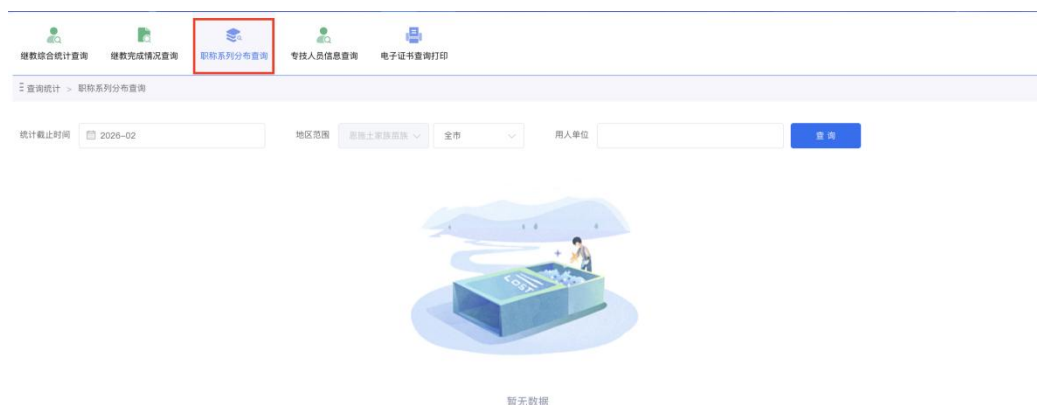 继教综合统计查询 继教完成情况查询 职称系列分布查询 专技人员信息查询 电子证书查询打印
查询统计 > 职称系列分布查询
统计截止时间 2026-02 地区范围 恩施土家族苗族 全市 用人单位 查询
LOST
暂无数据